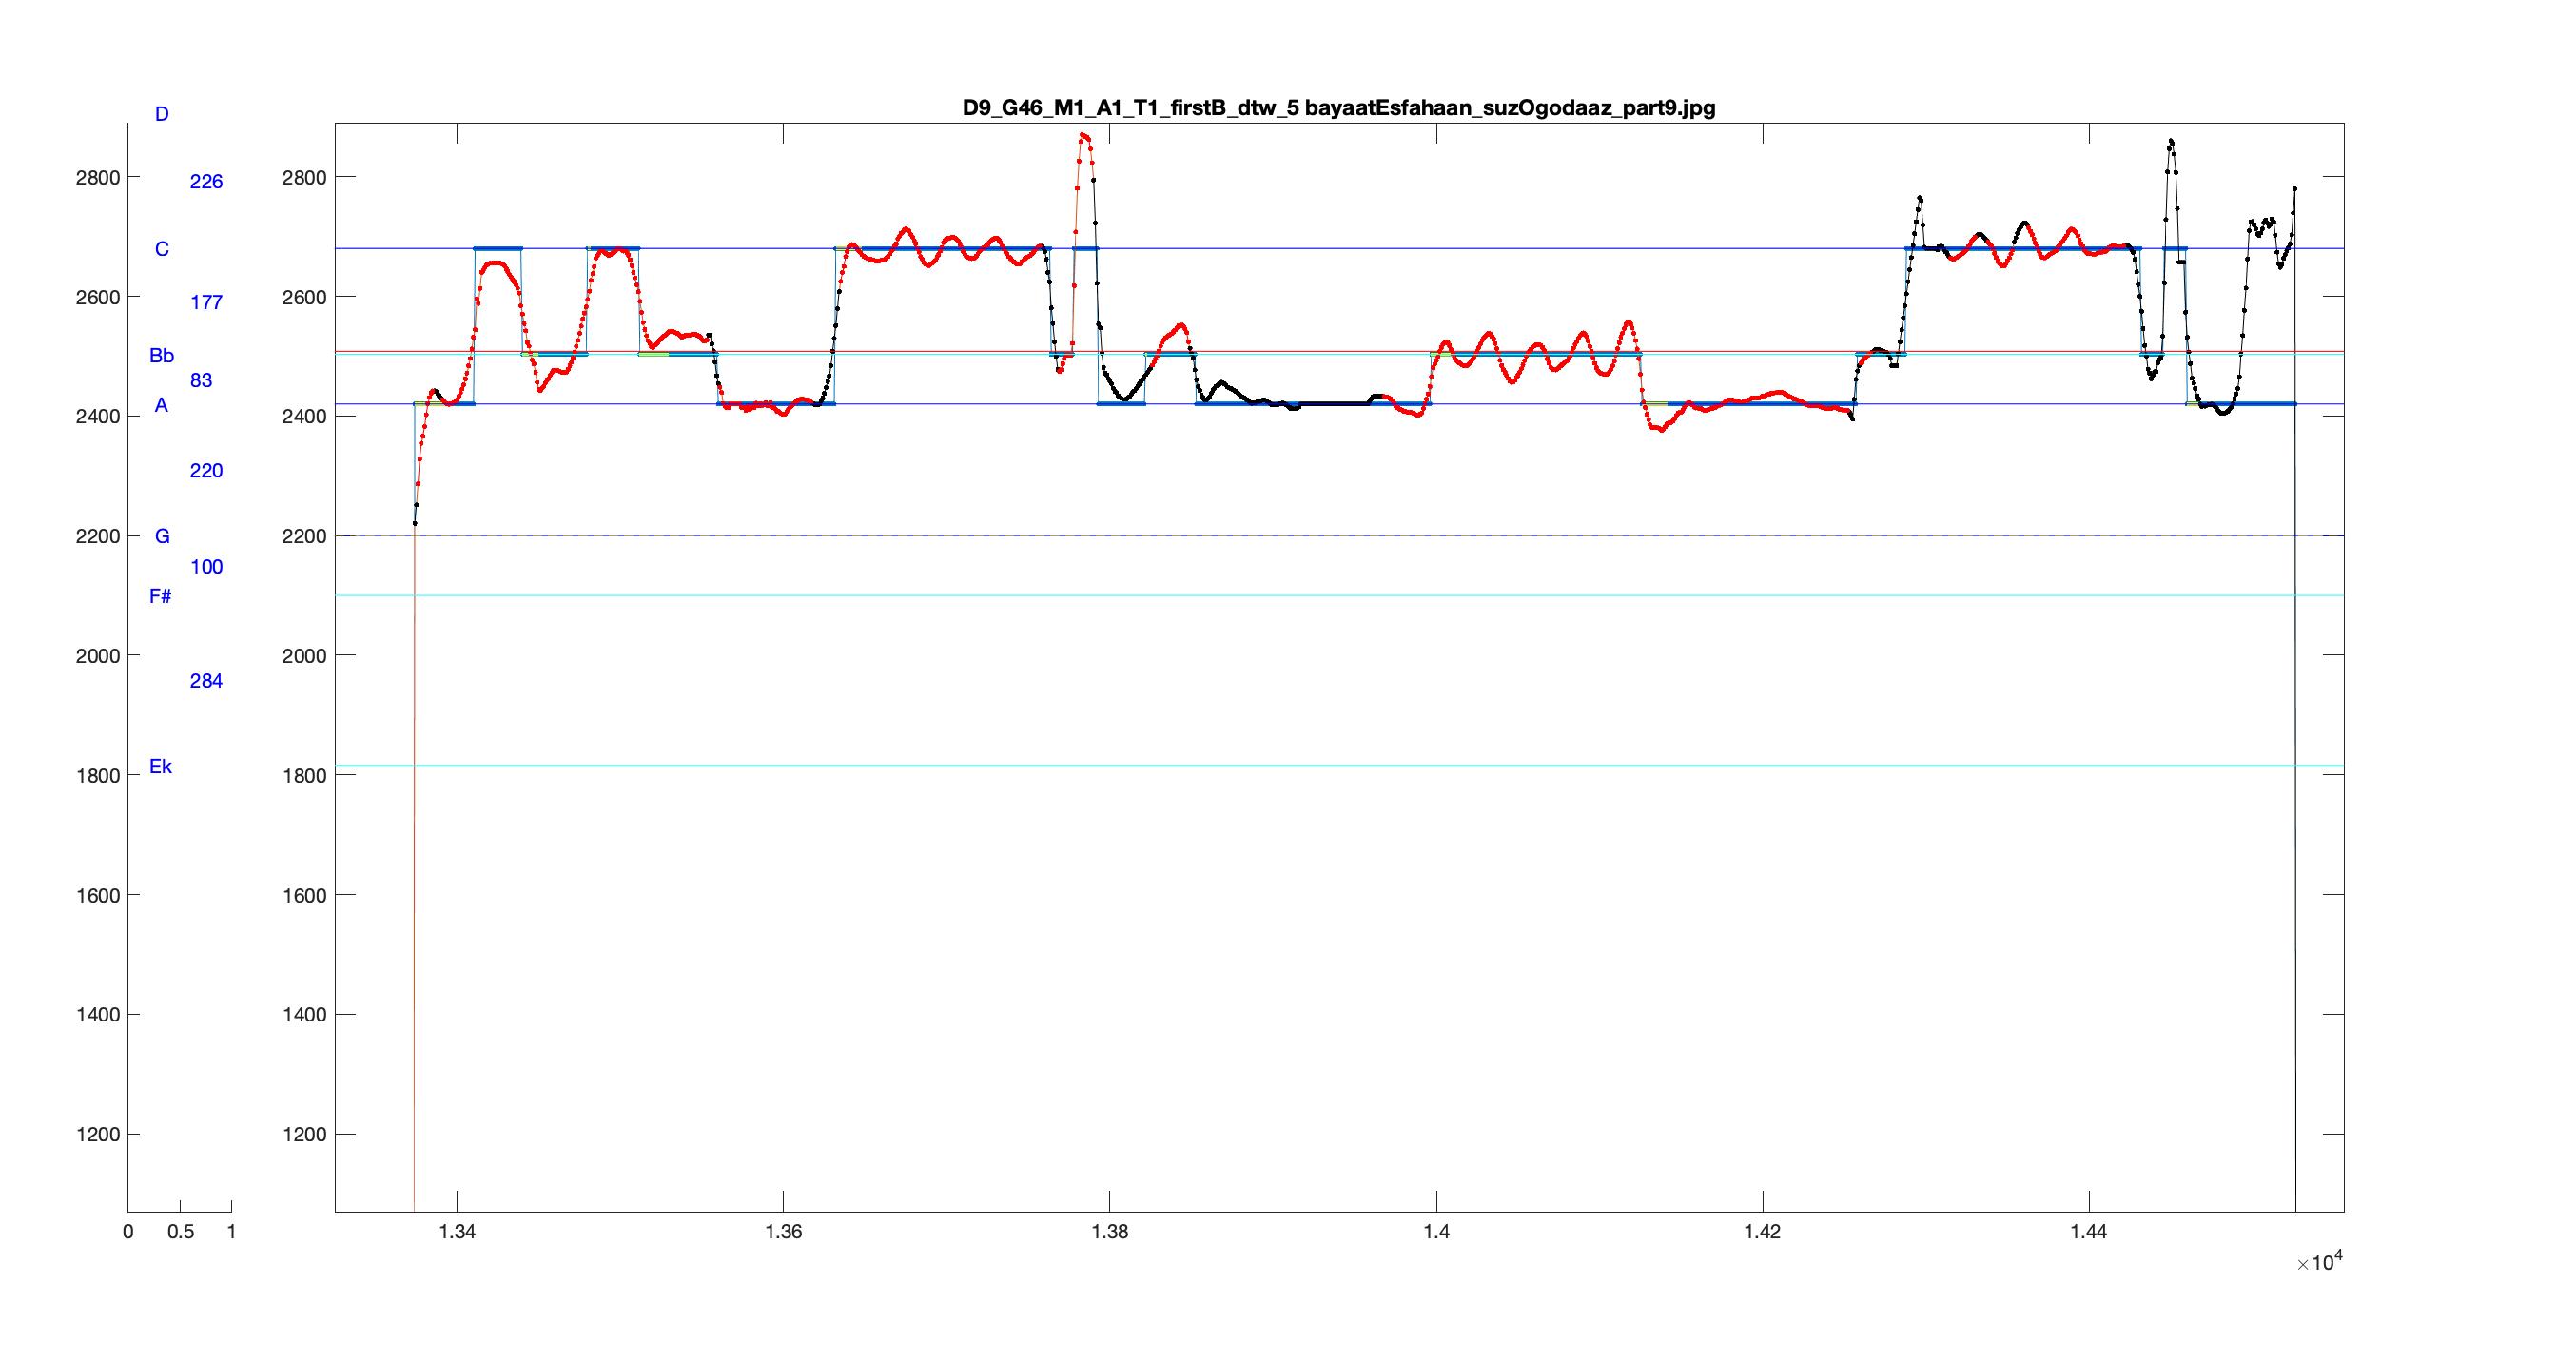 D9_G46_M1_A1_T1_firstB_dtw_5 bayaatEsfahaan_suzOgodaaz_part9.jpg
D
2800 226 2800
C
2600 177 2600
Bb
83
2400 A 2400
220
2200 G 2200
100
F#
2000 2000
284
1800 Ek 1800
1600 1600
1400 1400
1200 1200
0 0.5 1 1.34 1.36 1.38 1.4 1.42 1.44
×10^4